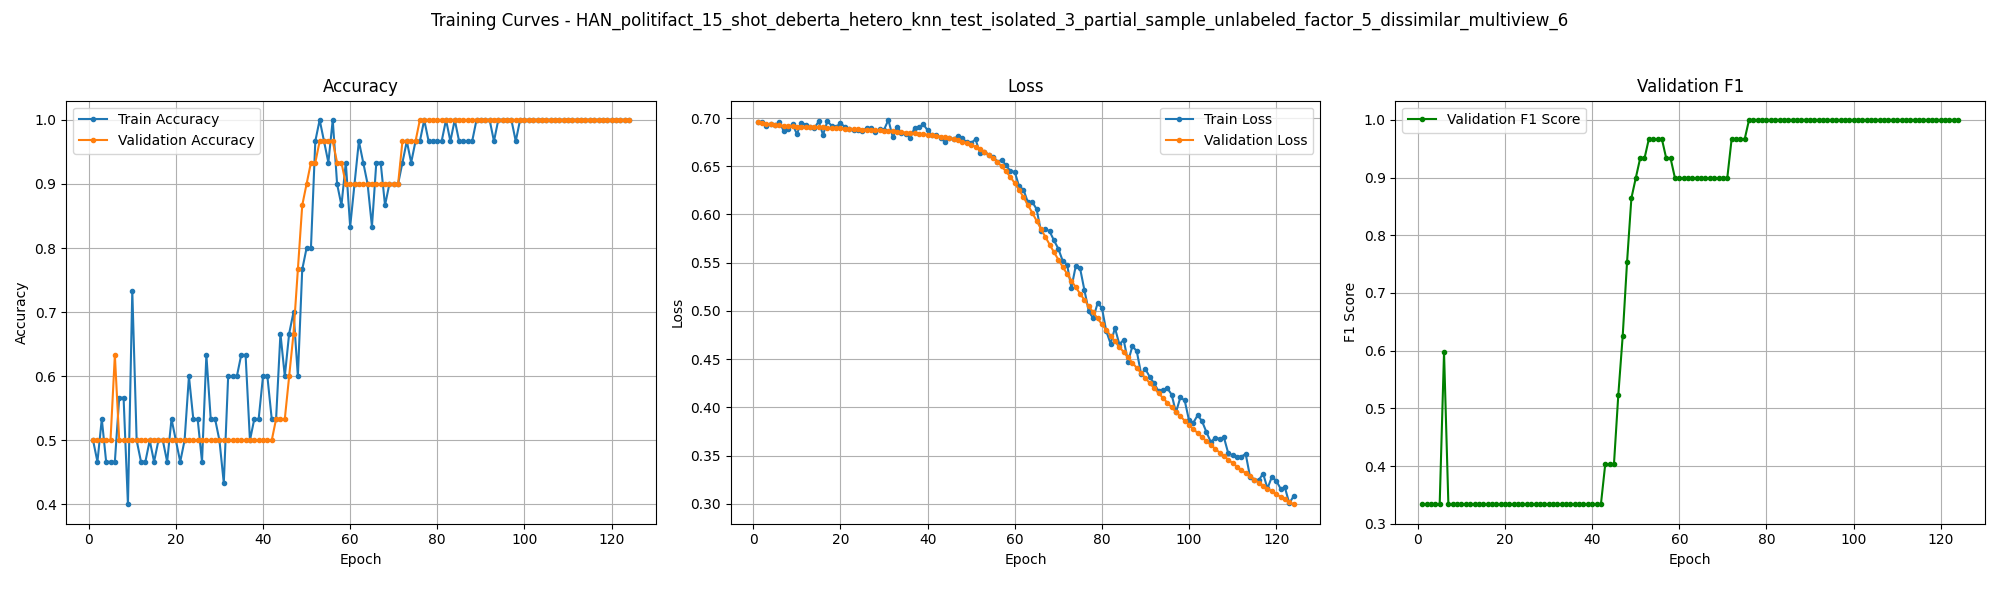 Training Curves - HAN_politifact_15_shot_deberta_hetero_knn_test_isolated_3_partial_sample_unlabeled_factor_5_dissimilar_multiview_6
Accuracy
Train Accuracy
Validation Accuracy
1.0
0.9
0.8
0.7
0.6
0.5
0.4
Accuracy
0 20 40 60 80 100 120
Epoch
Loss
Train Loss
Validation Loss
0.70
0.65
0.60
0.55
0.50
0.45
0.40
0.35
0.30
Loss
0 20 40 60 80 100 120
Epoch
Validation F1
Validation F1 Score
1.0
0.9
0.8
0.7
0.6
0.5
0.4
0.3
F1 Score
0 20 40 60 80 100 120
Epoch